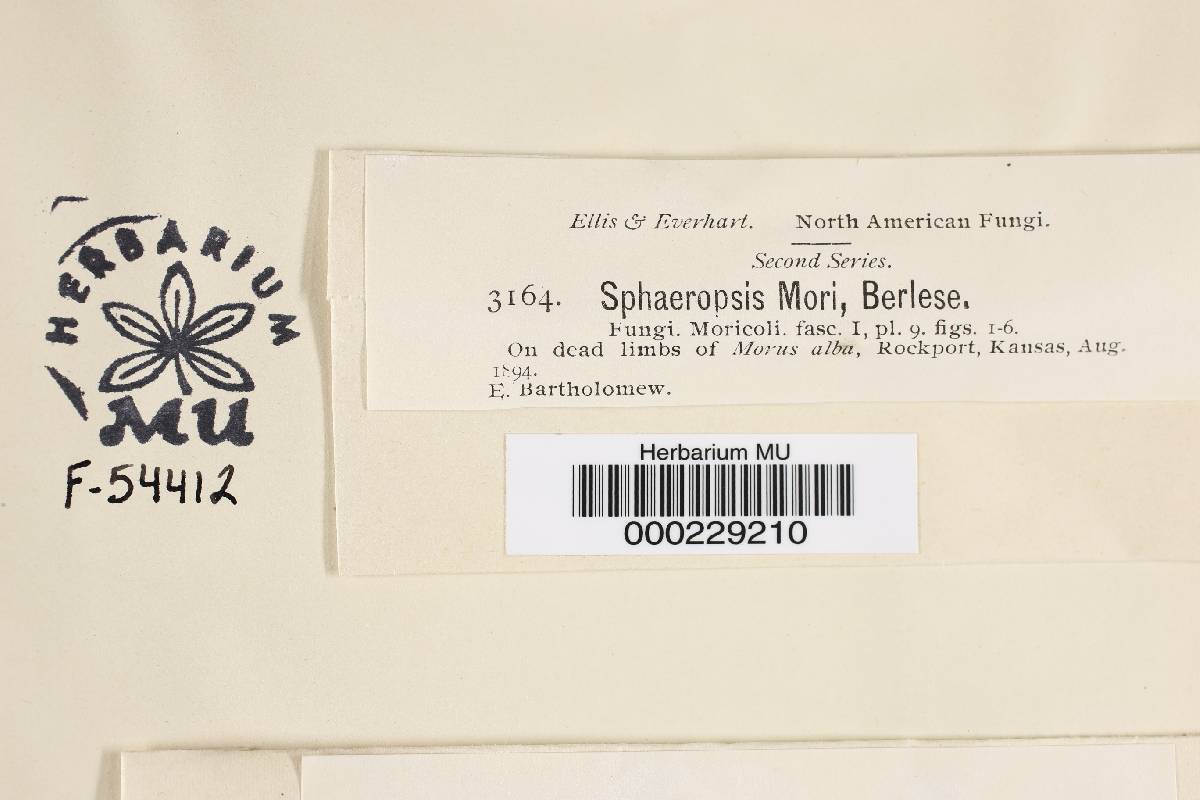 HERBARIUM
MU
F-54412
Ellis & Everhart. North American Fungi.
Second Series.
3164. Sphaeropsis Mori, Berlese.
Fungi. Moricoli. fasc. I, pl. 9. figs. 1-6.
On dead limbs of Morus alba, Rockport, Kansas, Aug.
1894.
E. Bartholomew.
Herbarium MU
000229210